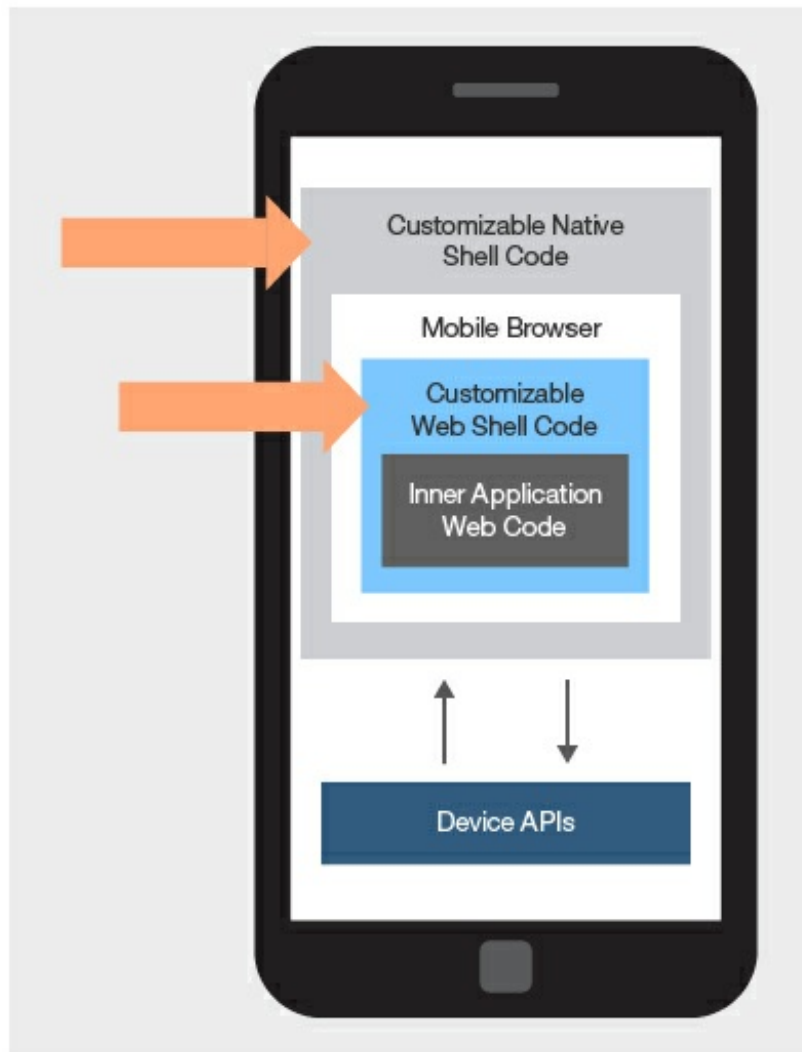 Customizable Native
Shell Code
Mobile Browser
Customizable
Web Shell Code
Inner Application
Web Code
Device APIs